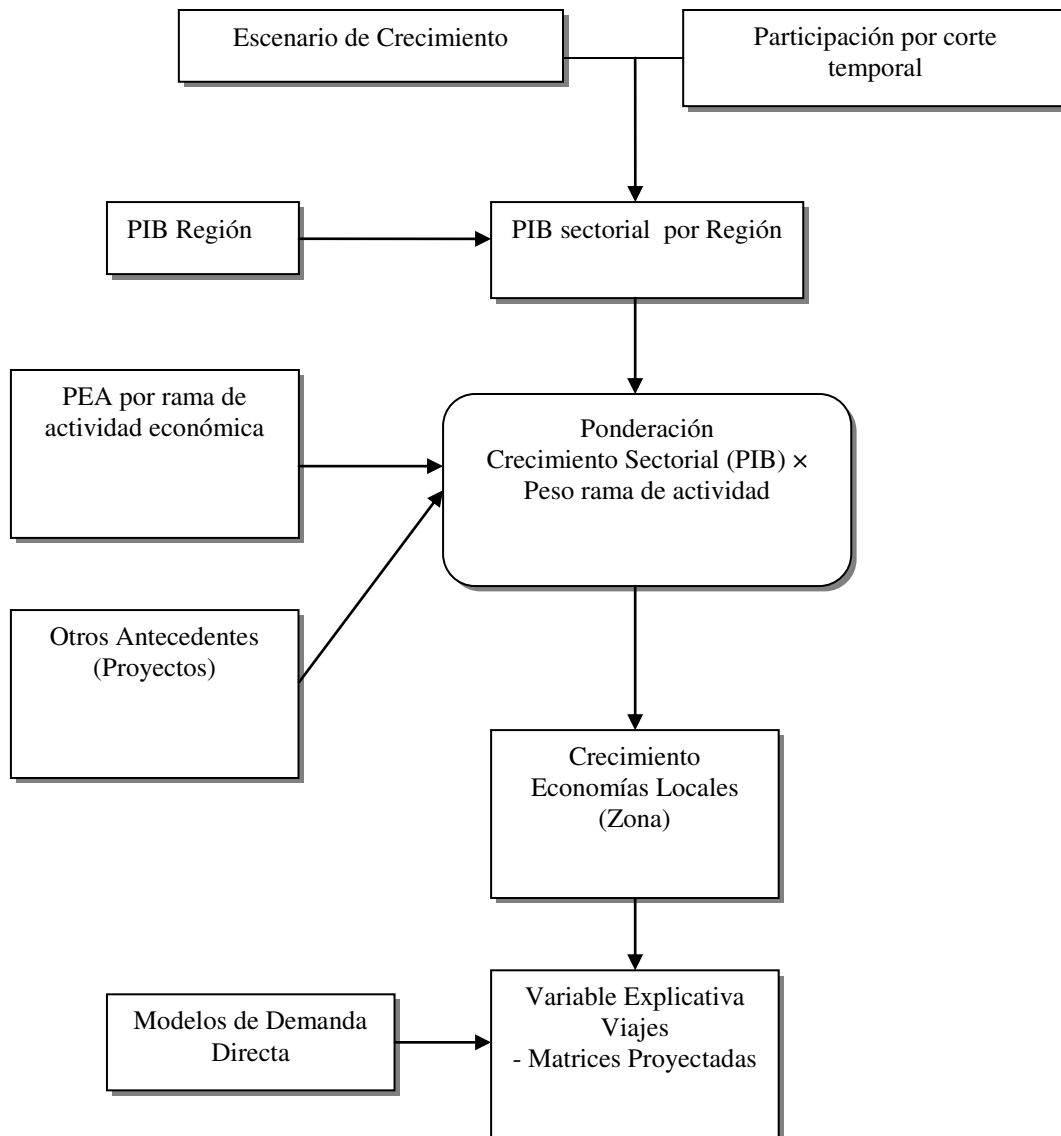 Escenario de Crecimiento
Participación por corte
temporal
PIB Región
PIB sectorial por Región
PEA por rama de
actividad económica
Ponderación
Crecimiento Sectorial (PIB) ×
Peso rama de actividad
Otros Antecedentes
(Proyectos)
Crecimiento
Economías Locales
(Zona)
Modelos de Demanda
Directa
Variable Explicativa
Viajes
- Matrices Proyectadas